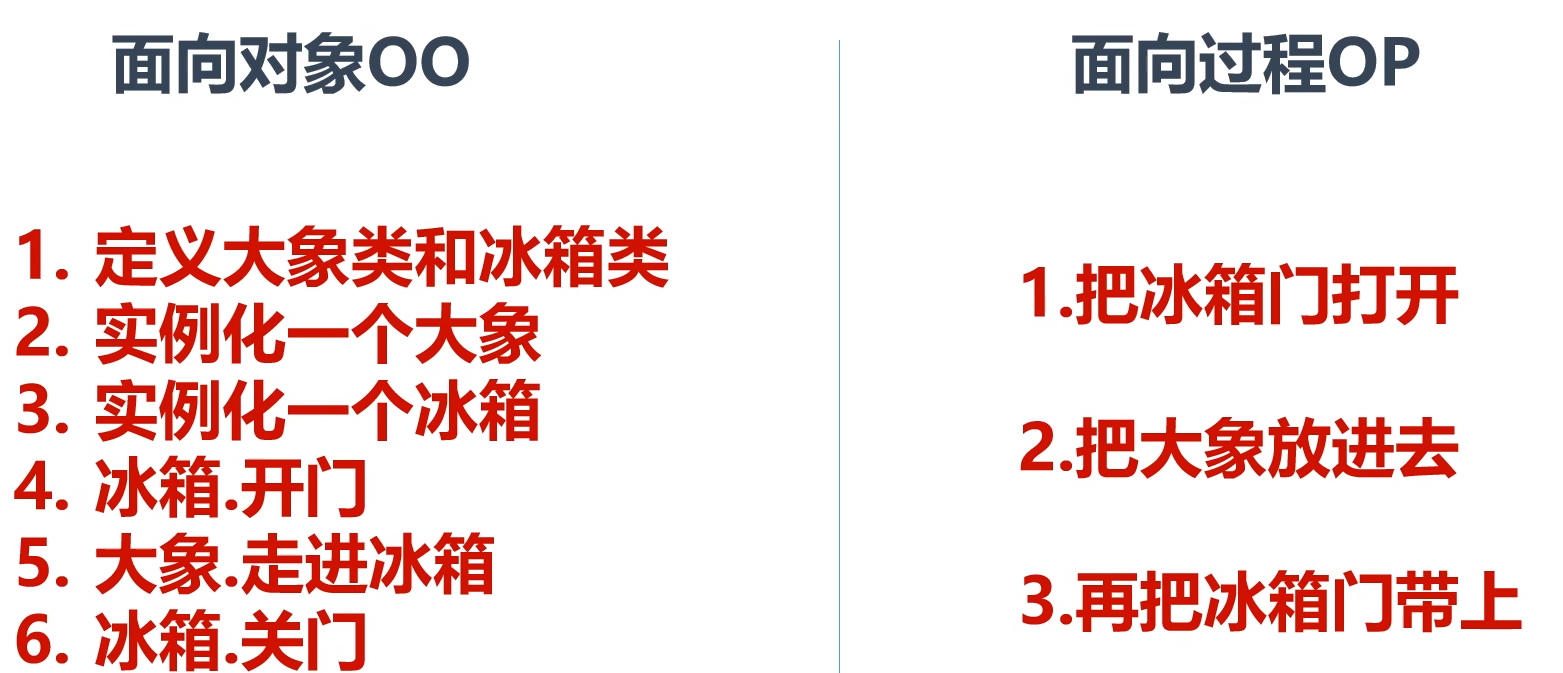 面向对象OO
1. 定义大象类和冰箱类
2. 实例化一个大象
3. 实例化一个冰箱
4. 冰箱.开门
5. 大象.走进冰箱
6. 冰箱.关门
面向过程OP
1.把冰箱门打开
2.把大象放进去
3.再把冰箱门带上